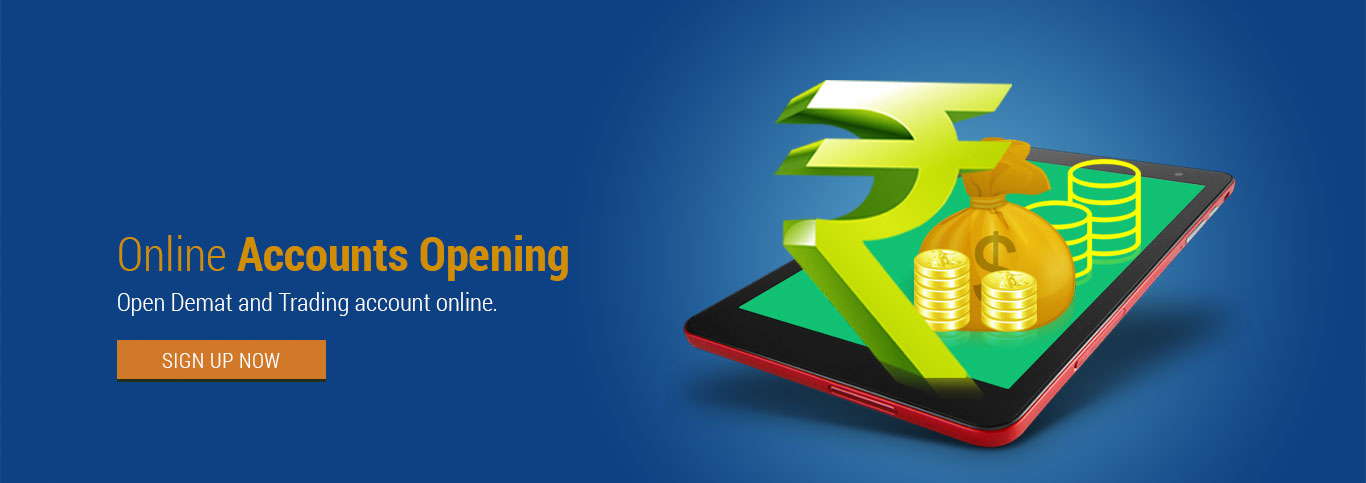 Online Accounts Opening
Open Demat and Trading account online.
SIGN UP NOW
₹
$